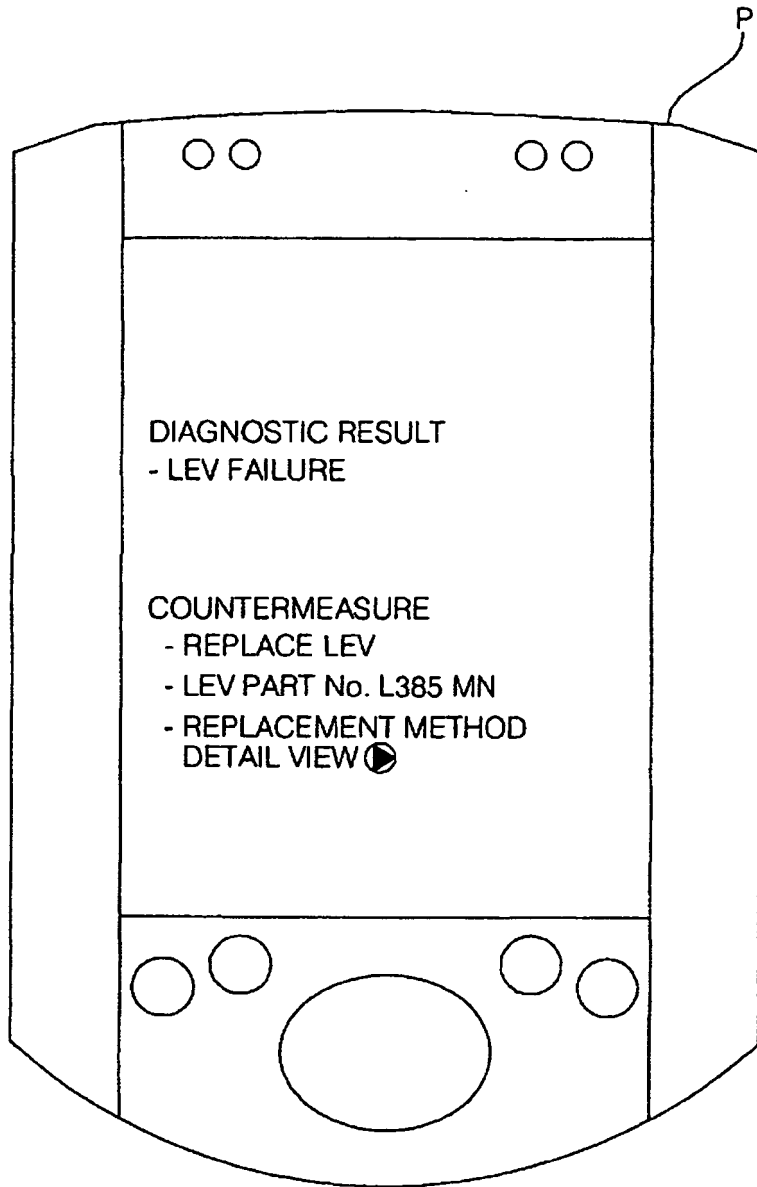 P
DIAGNOSTIC RESULT
- LEV FAILURE
COUNTERMEASURE
- REPLACE LEV
- LEV PART No. L385 MN
- REPLACEMENT METHOD
DETAIL VIEW